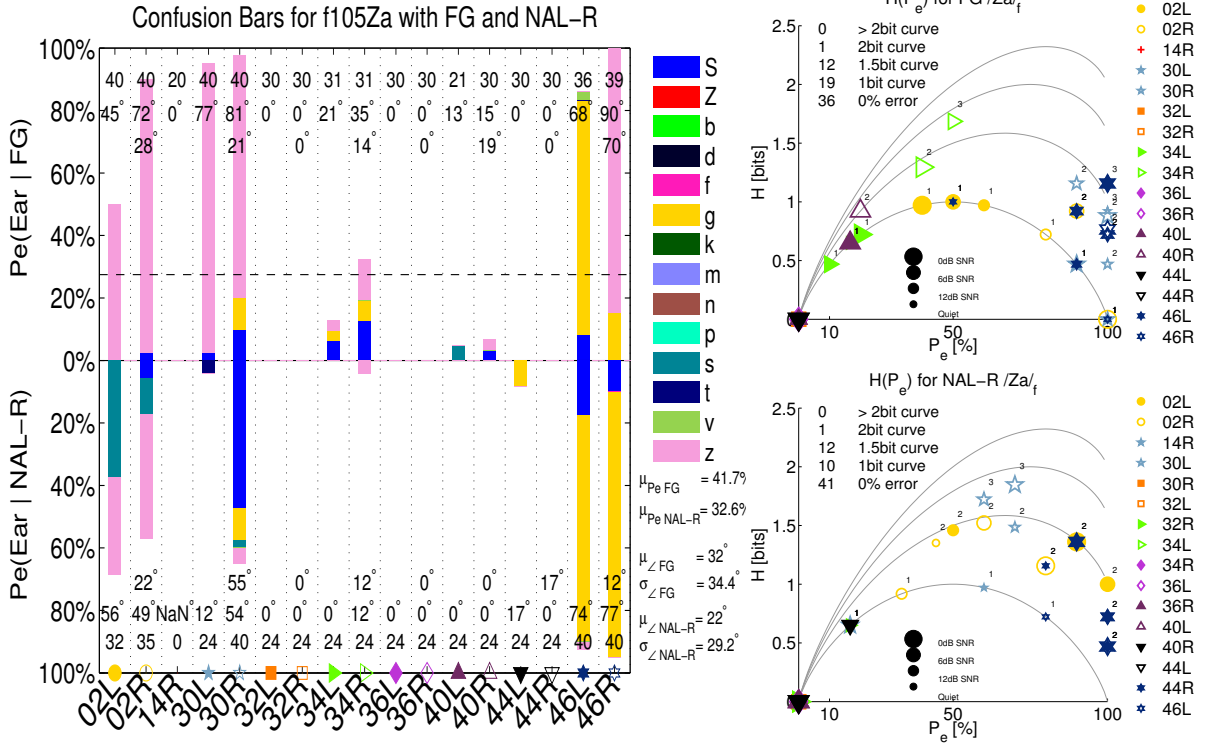 Confusion Bars for f105Za with FG and NAL-R
Pe(Ear | FG)
Pe(Ear | NAL-R)
100%
40 40 20 40 40 30 30 31 31 30 30 21 30 30 30 36 39
80%
45° 72° 0° 77° 81° 0° 0° 21° 35° 0° 0° 13° 15° 0° 0° 68° 90°
28° 21° 0° 14° 0° 19° 0° 70°
60%
40%
20%
0%
20%
40%
60%
22° 55° 0° 12° 0° 0° 17° 12°
80%
56° 49° NaN° 12° 54° 0° 0° 0° 12° 0° 0° 0° 0° 17° 0° 74° 77°
32 35 0 24 40 24 24 24 24 24 24 24 24 24 24 40 40
100%
02L 02R 14R 30L 30R 32L 32R 34L 34R 36L 36R 40L 40R 44L 44R 46L 46R
S
Z
b
d
f
g
k
m
n
p
s
t
v
z
μPe FG = 41.7%
μPe NAL-R = 32.6%
μ∠FG = 32°
σ∠FG = 34.4°
μ∠NAL-R = 22°
σ∠NAL-R = 29.2°
H(Pe) for FG /Za/f
0 > 2bit curve
1 2bit curve
12 1.5bit curve
19 1bit curve
36 0% error
H [bits]
2
1.5
1
0.5
0dB SNR
6dB SNR
12dB SNR
Quiet
10 50 100
Pe [%]
02L
02R
14R
30L
30R
32L
32R
34L
34R
36L
36R
40L
40R
44L
44R
46L
46R
H(Pe) for NAL-R /Za/f
2.5
0 > 2bit curve
1 2bit curve
12 1.5bit curve
10 1bit curve
41 0% error
H [bits]
2
1.5
1
0.5
0dB SNR
6dB SNR
12dB SNR
Quiet
0 10 50 100
Pe [%]
02L
02R
14R
30L
30R
32L
32R
34L
34R
36L
36R
40L
40R
44L
44R
46L